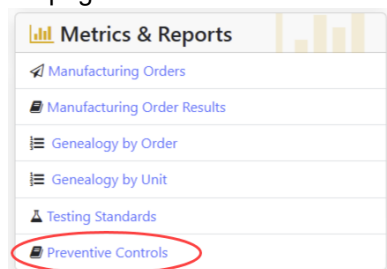 Metrics & Reports
Manufacturing Orders
Manufacturing Order Results
Genealogy by Order
Genealogy by Unit
Testing Standards
Preventive Controls